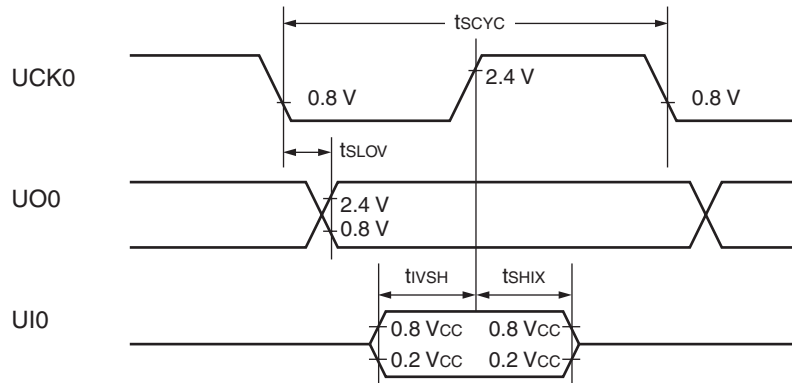 tSCYC
UCK0
2.4 V
0.8 V
0.8 V
tSLOV
UO0
2.4 V
0.8 V
tIVSH
tSHIX
UI0
0.8 VCC
0.8 VCC
0.2 VCC
0.2 VCC